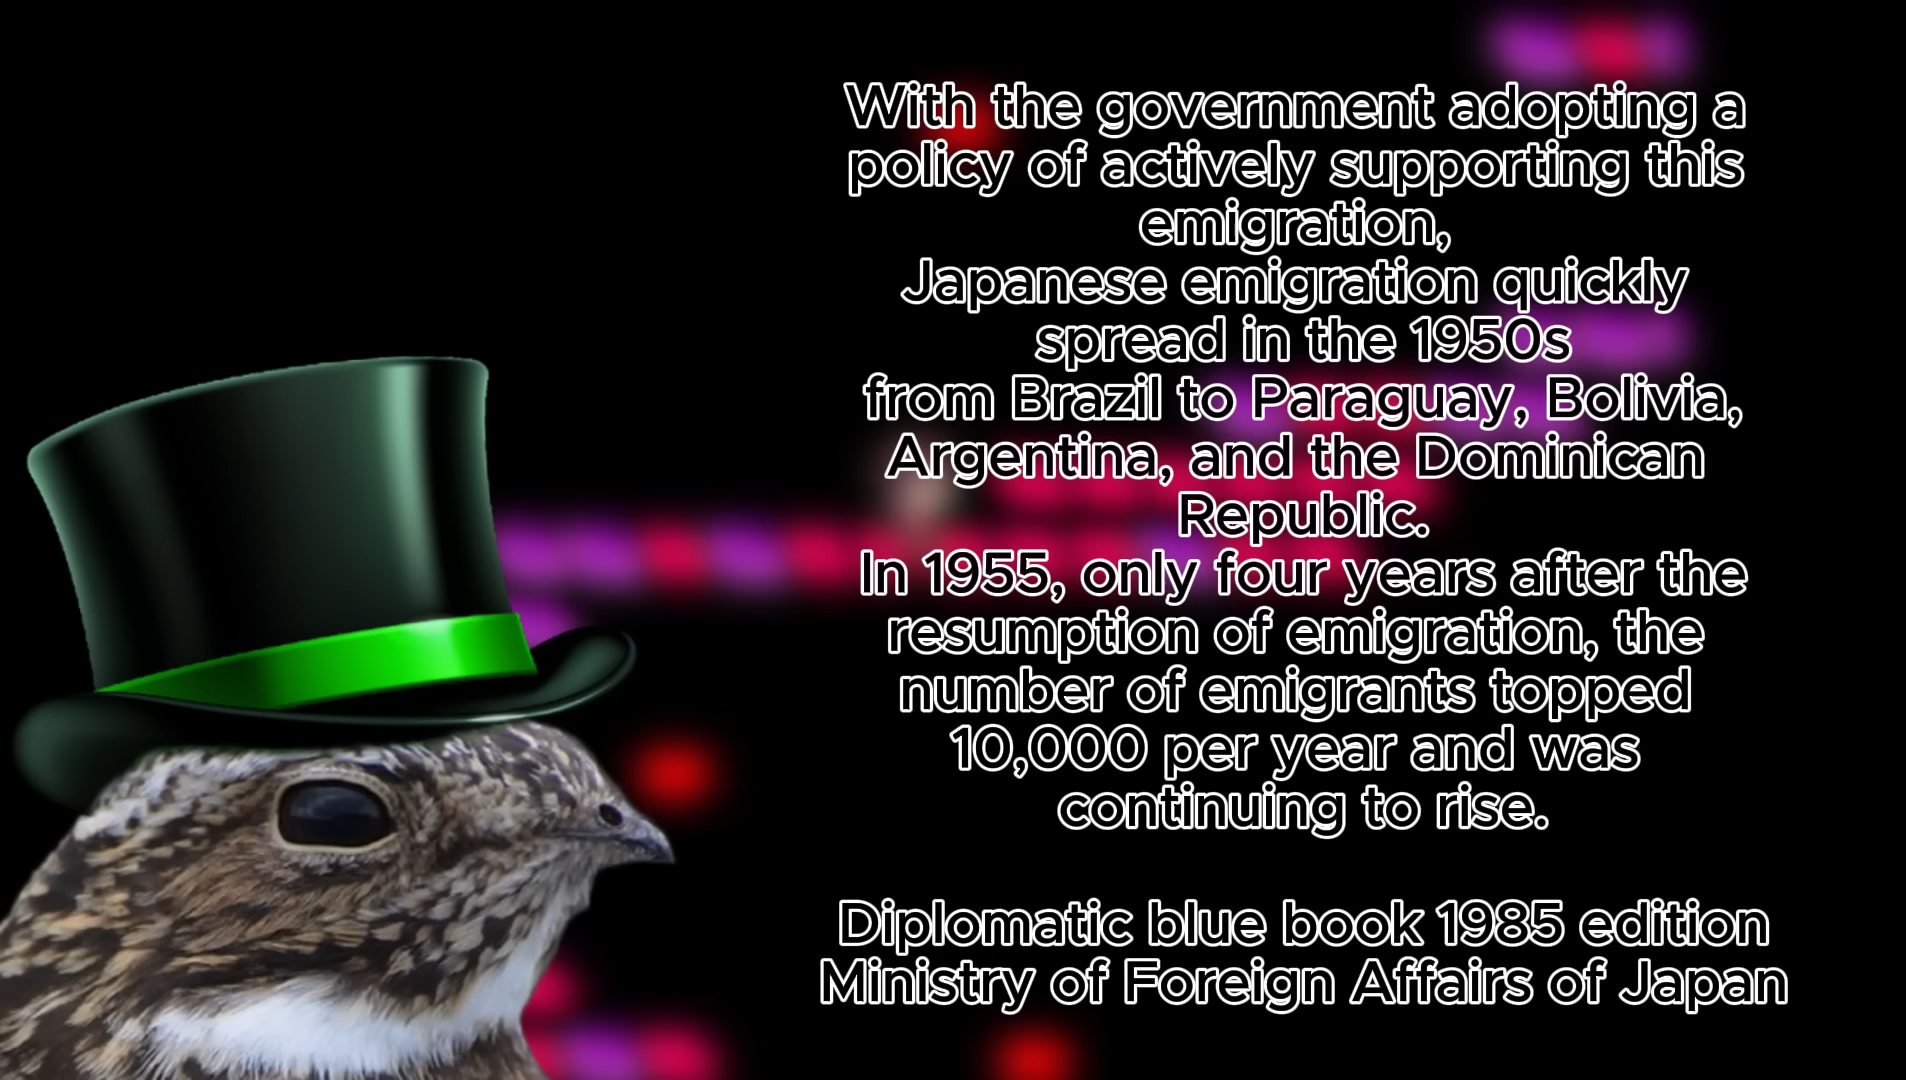 With the government adopting a
policy of actively supporting this
emigration,
Japanese emigration quickly
spread in the 1950s
from Brazil to Paraguay, Bolivia,
Argentina, and the Dominican
Republic.
In 1955, only four years after the
resumption of emigration, the
number of emigrants topped
10,000 per year and was
continuing to rise.
Diplomatic blue book 1985 edition
Ministry of Foreign Affairs of Japan